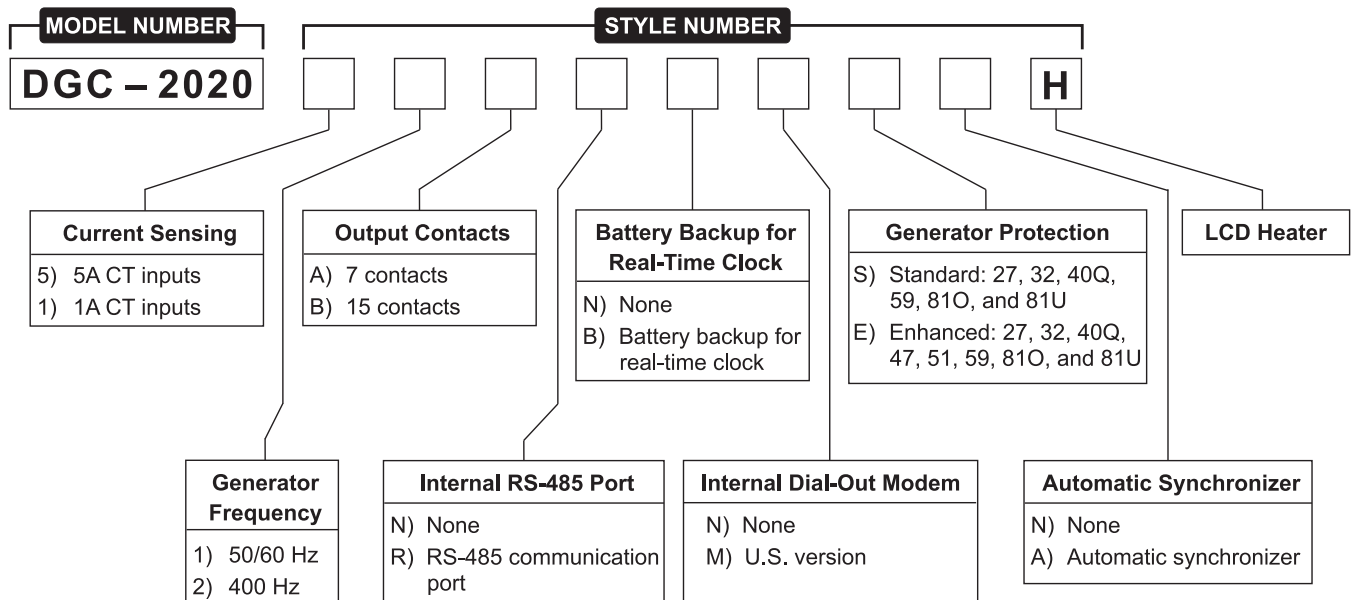 MODEL NUMBER
STYLE NUMBER
DGC – 2020
H
Current Sensing
5) 5A CT inputs
1) 1A CT inputs
Output Contacts
A) 7 contacts
B) 15 contacts
Battery Backup for
Real-Time Clock
N) None
B) Battery backup for
real-time clock
Generator Protection
S) Standard: 27, 32, 40Q,
59, 81O, and 81U
E) Enhanced: 27, 32, 40Q,
47, 51, 59, 81O, and 81U
LCD Heater
Generator
Frequency
1) 50/60 Hz
2) 400 Hz
Internal RS-485 Port
N) None
R) RS-485 communication
port
Internal Dial-Out Modem
N) None
M) U.S. version
Automatic Synchronizer
N) None
A) Automatic synchronizer